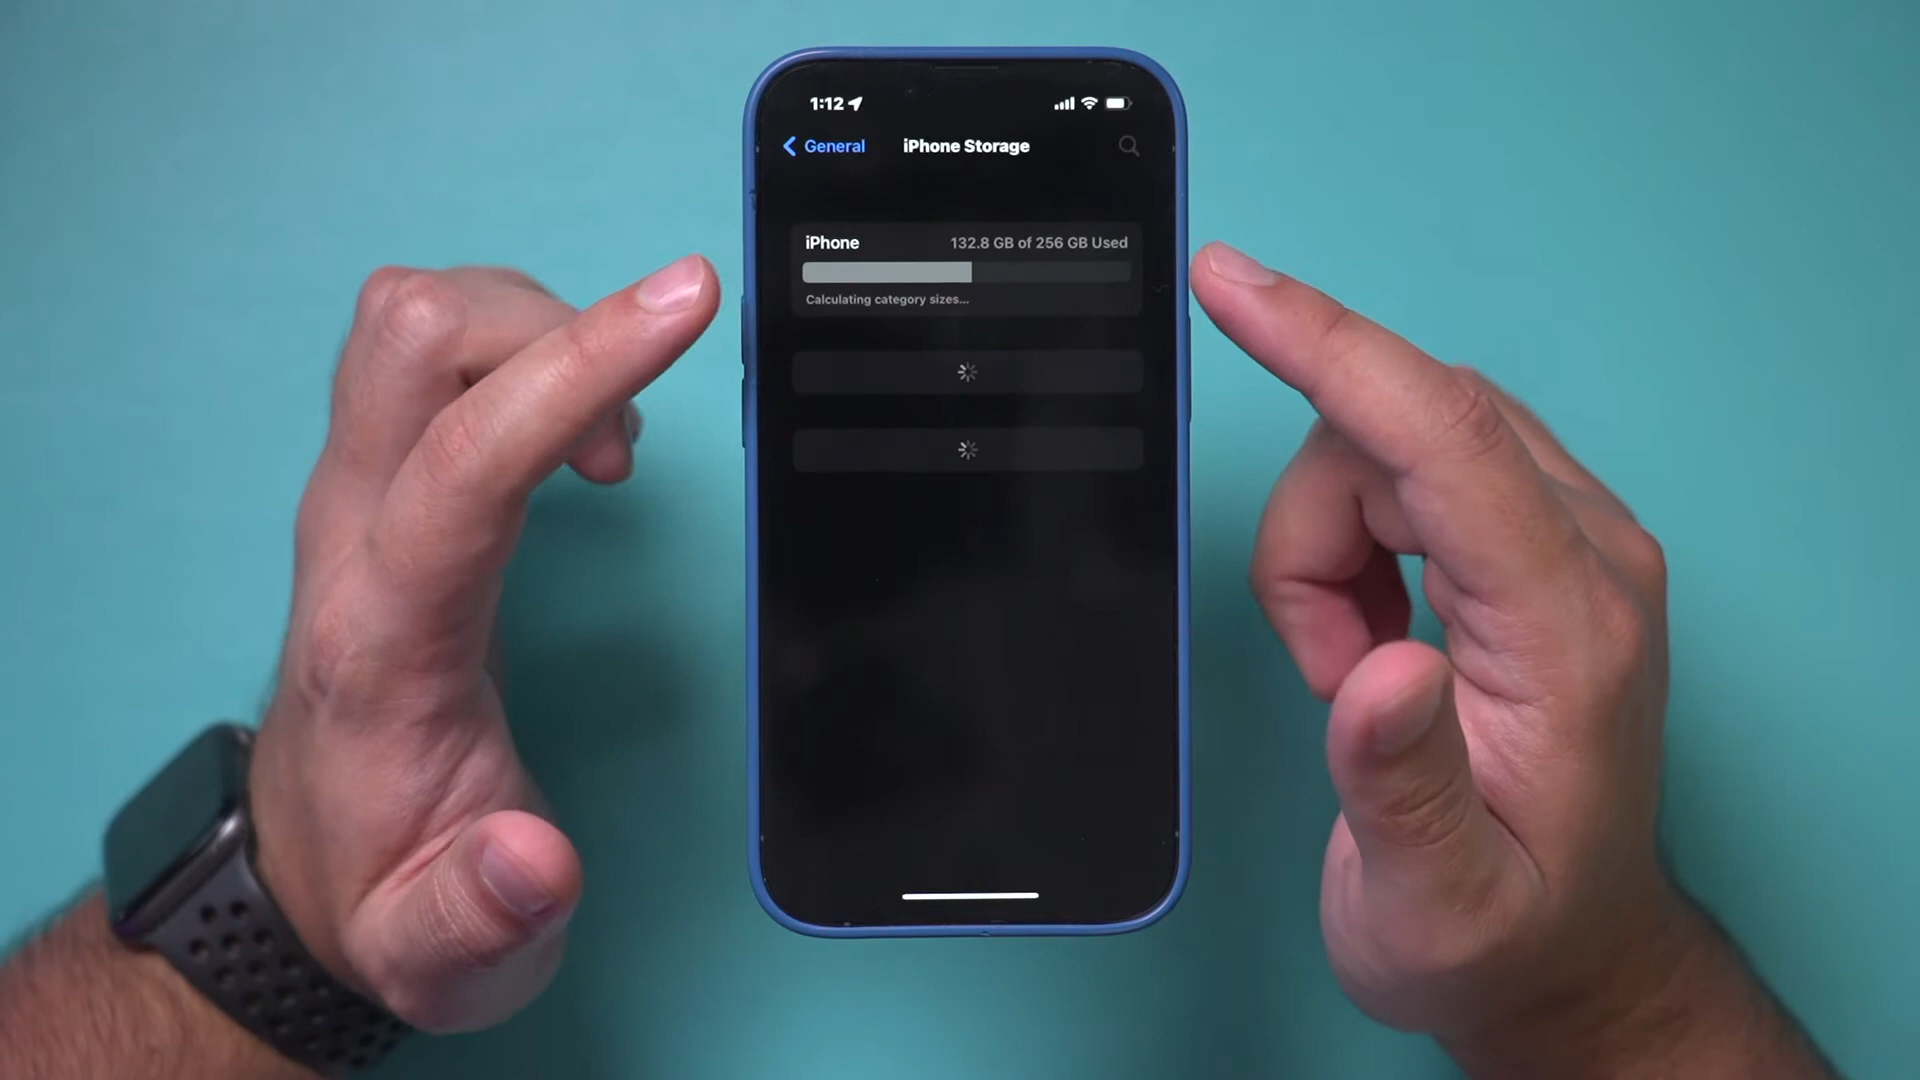 1:12
General
iPhone Storage
iPhone
132.8 GB of 256 GB Used
Calculating category sizes...